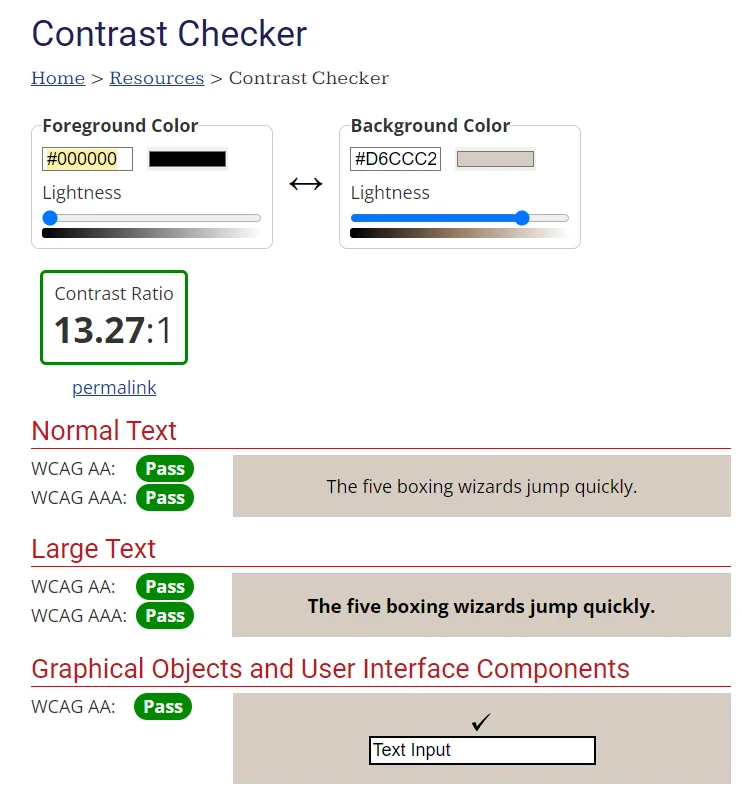 Contrast Checker
Home > Resources > Contrast Checker
Foreground Color
#000000
Lightness
Background Color
#D6CCC2
Lightness
Contrast Ratio
13.27:1
permalink
Normal Text
WCAG AA: Pass
WCAG AAA: Pass
The five boxing wizards jump quickly.
Large Text
WCAG AA: Pass
WCAG AAA: Pass
The five boxing wizards jump quickly.
Graphical Objects and User Interface Components
WCAG AA: Pass
Text Input